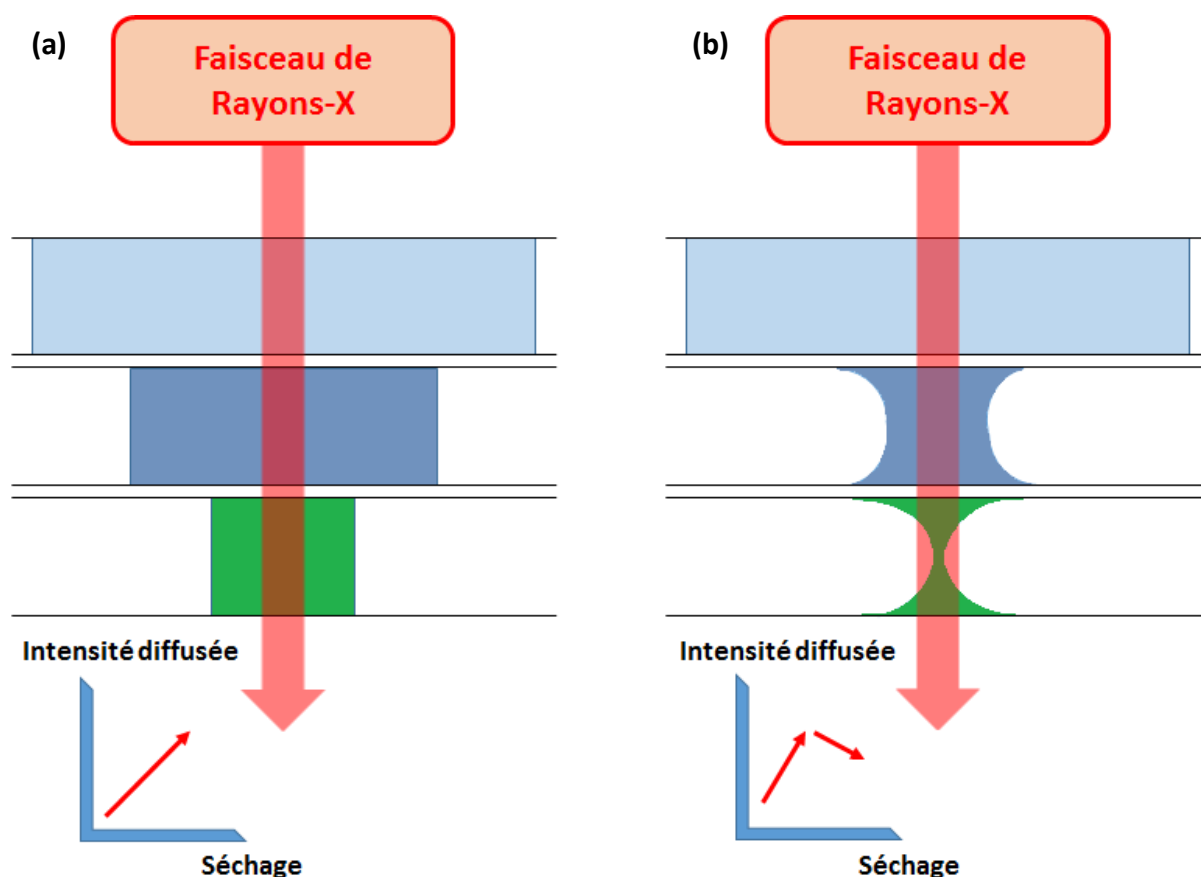 (a)
Faisceau de
Rayons-X
Intensité diffusée
Séchage
(b)
Faisceau de
Rayons-X
Intensité diffusée
Séchage